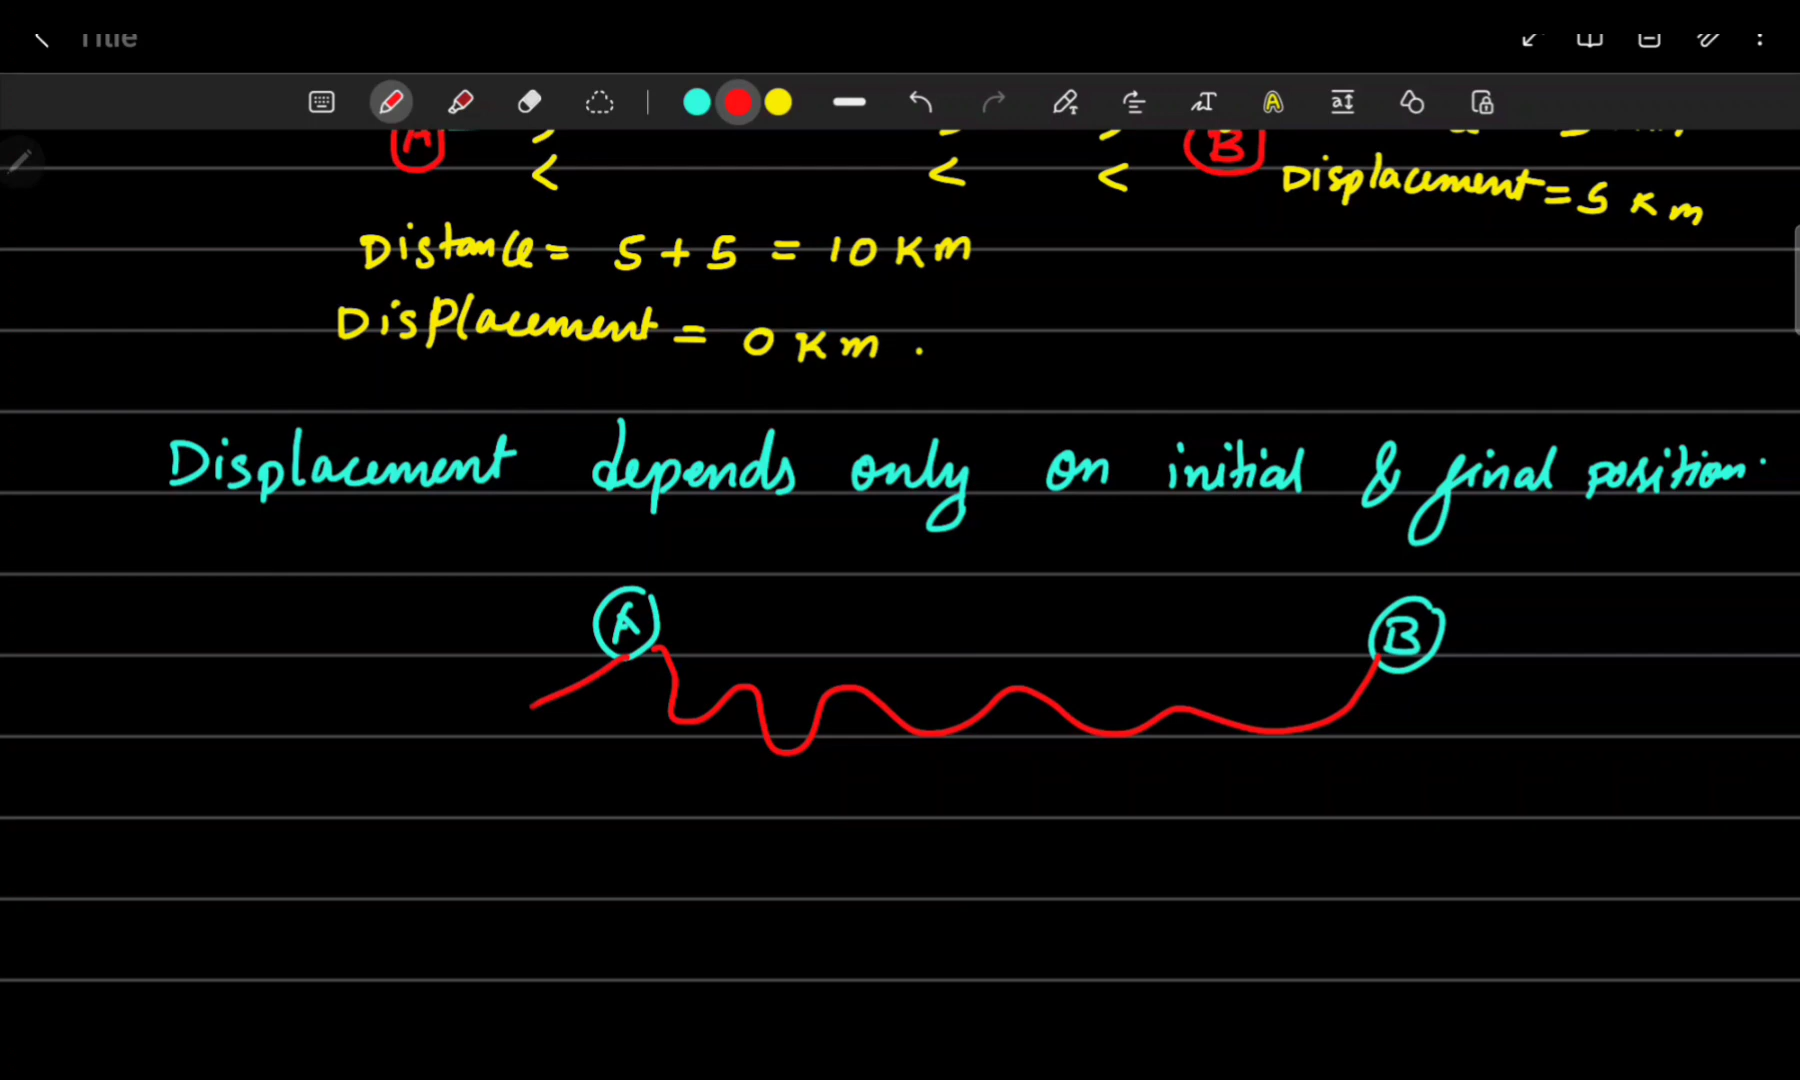 Title
A B
Displacement = 5 Km
Distance = 5 + 5 = 10 Km
Displacement = 0 Km .
Displacement depends only on initial & final position.
A B